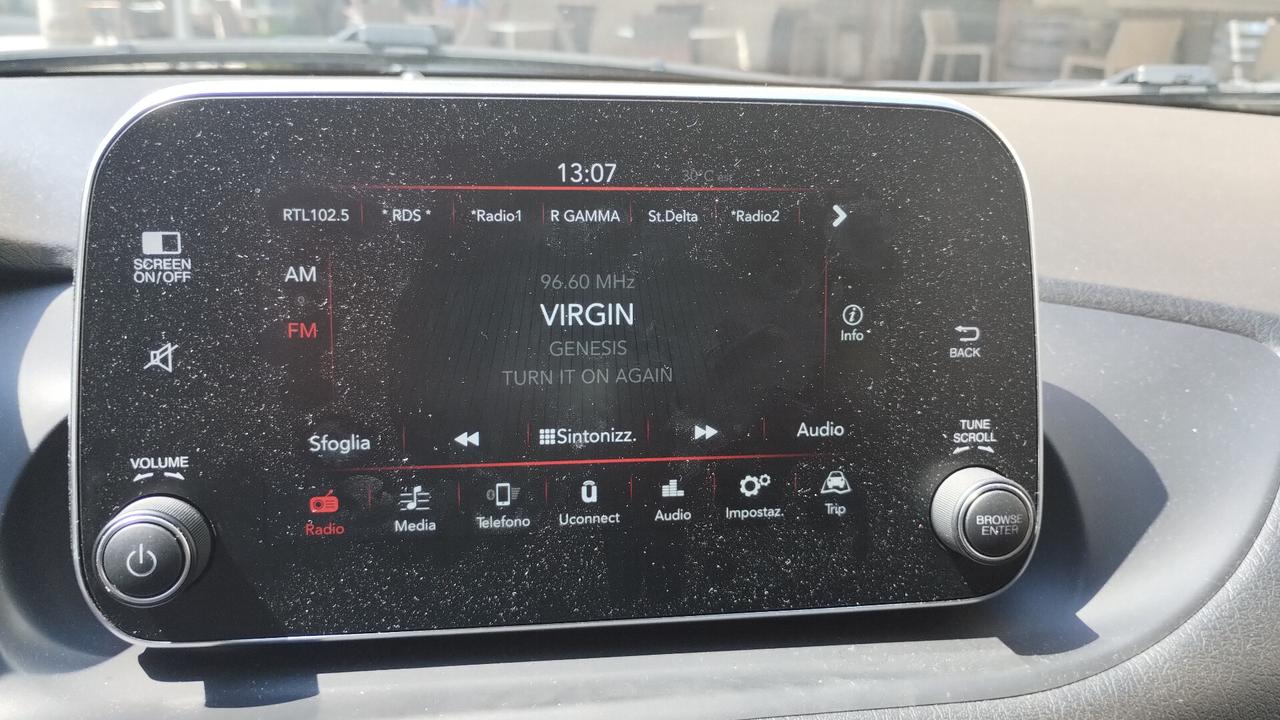 13:07
30°C
RTL102.5 * RDS * *Radio1 R GAMMA St.Delta *Radio2
SCREEN
ON/OFF
AM
FM
96.60 MHz
VIRGIN
GENESIS
TURN IT ON AGAIN
Info
BACK
Sfoglia Sintonizz. Audio
VOLUME
TUNE
SCROLL
Radio Media Telefono Uconnect Audio Impostaz. Trip
BROWSE
ENTER